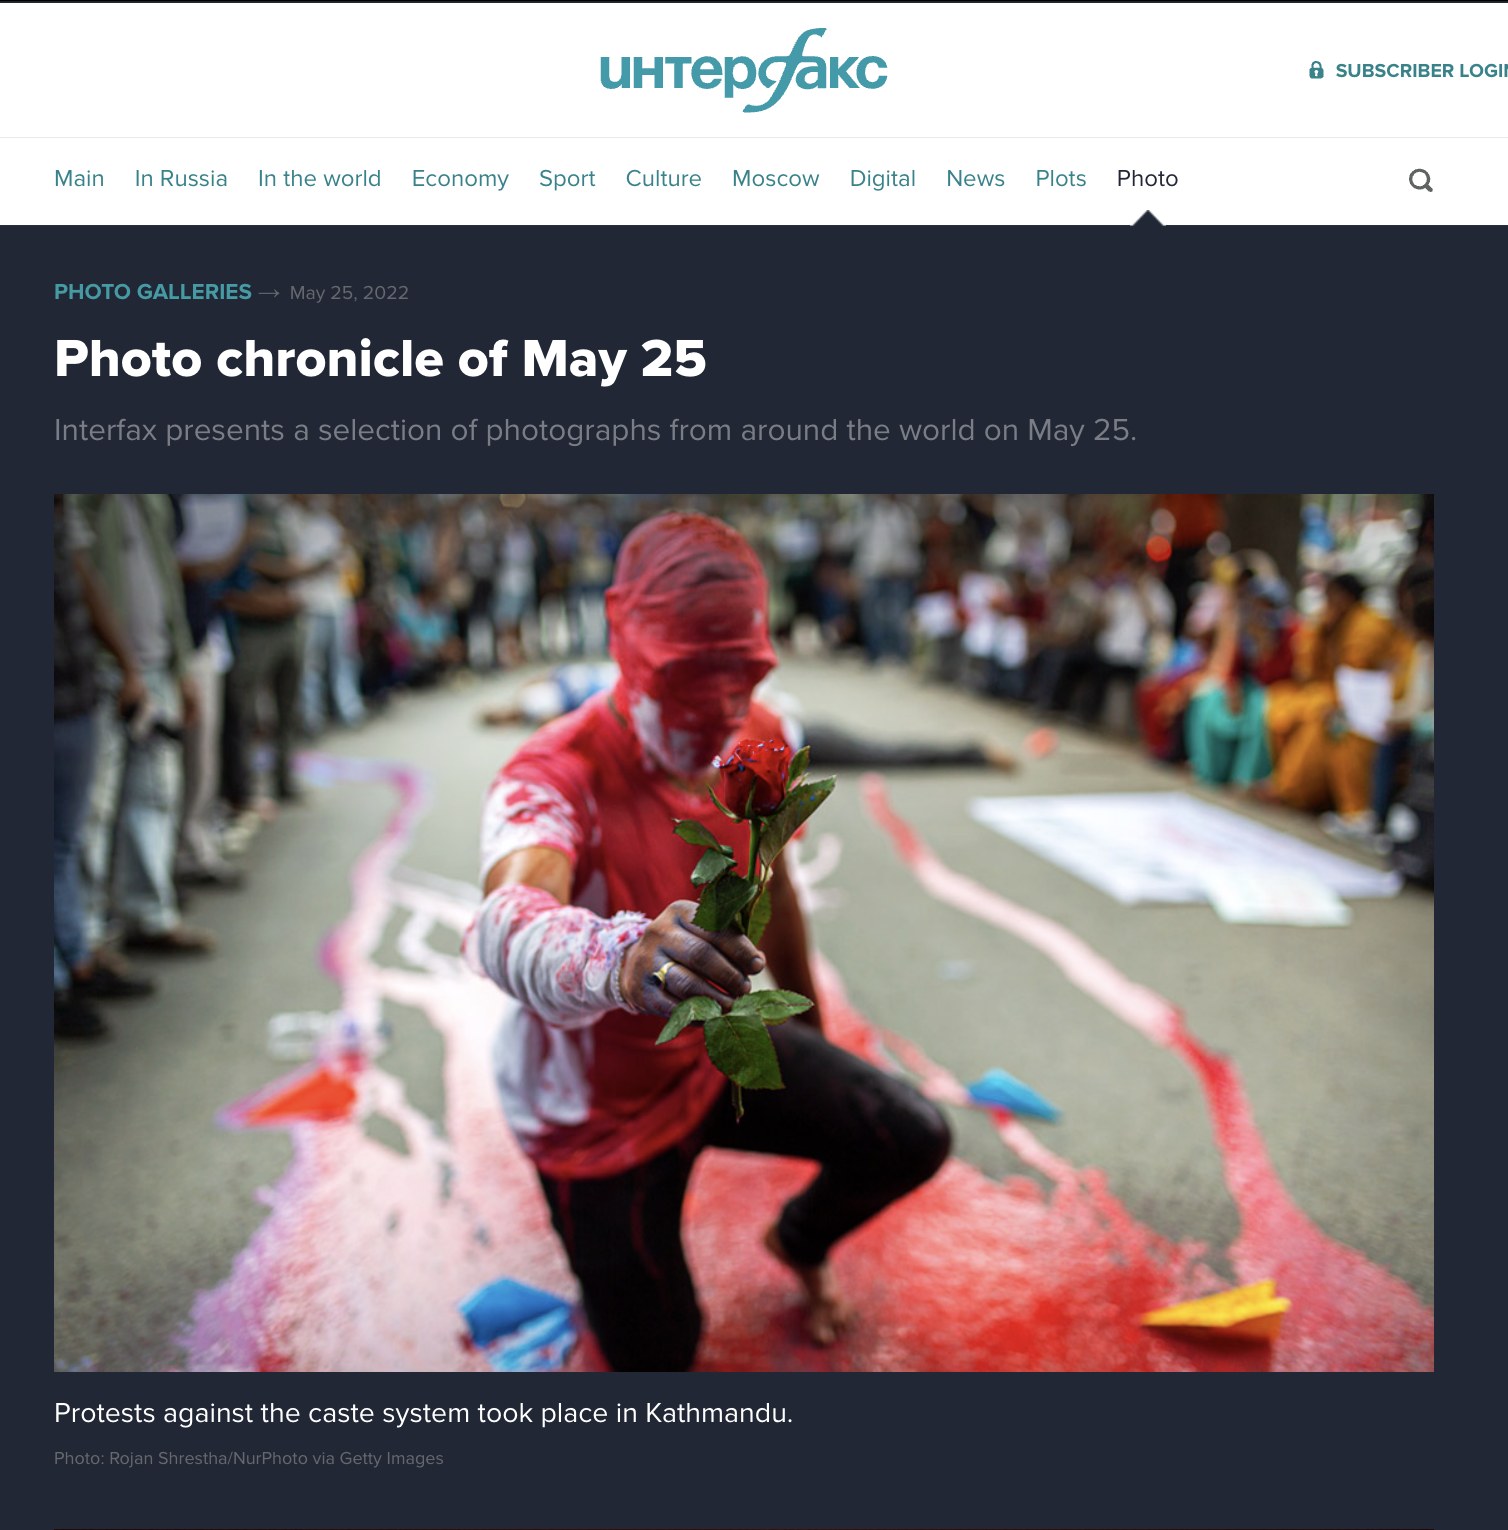 интерфакс
SUBSCRIBER LOGIN
Main In Russia In the world Economy Sport Culture Moscow Digital News Plots Photo
PHOTO GALLERIES → May 25, 2022
Photo chronicle of May 25
Interfax presents a selection of photographs from around the world on May 25.
Protests against the caste system took place in Kathmandu.
Photo: Rojan Shrestha/NurPhoto via Getty Images